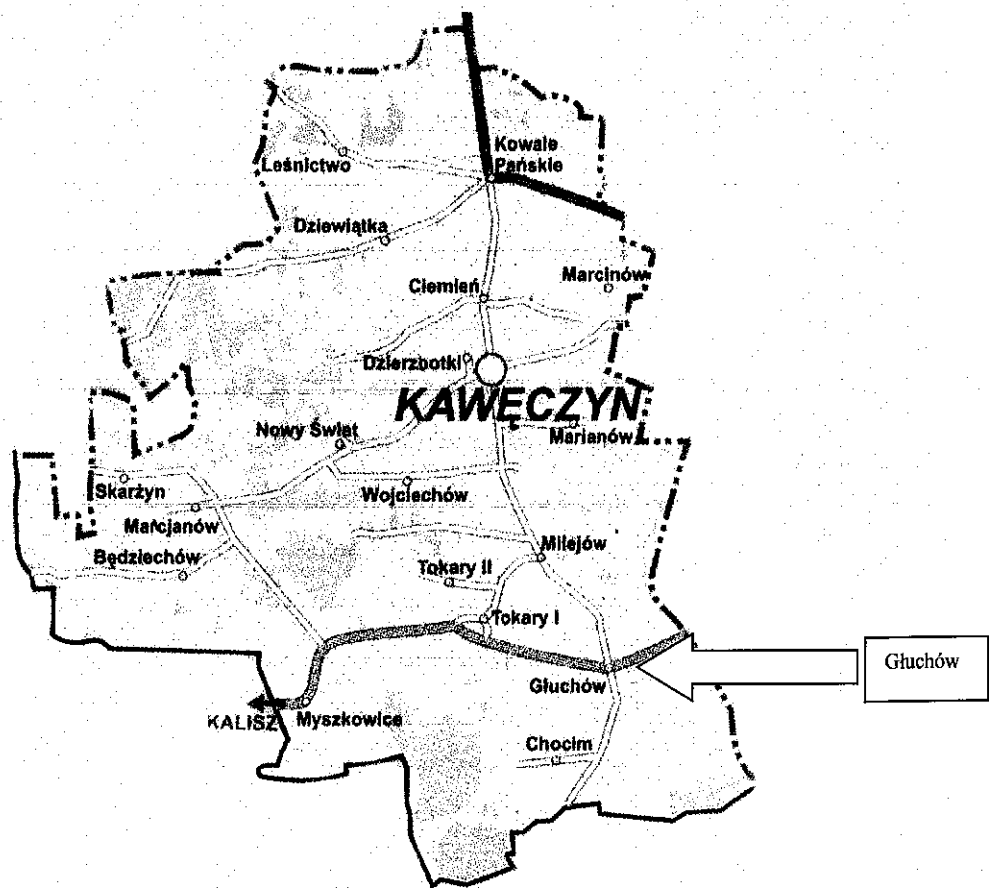 Kowale
Pańskie
Leśnictwo
Dziewiątka
Marcinów
Ciemień
Dzierzbotki
KAWĘCZYN
Nowy Świat
Marianów
Skarżyn
Wojciechów
Marcjanów
Będziechów
Milejów
Tokary II
Tokary I
Głuchów
Głuchów
KALISZ
Myszkowice
Chocim